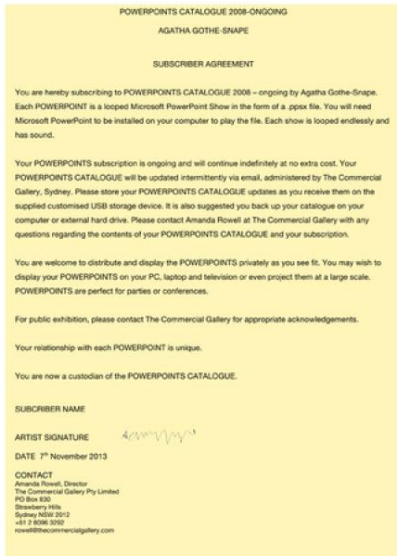 POWERPOINTS CATALOGUE 2008-ONGOING
AGATHA GOTHE-SNAPE
SUBSCRIBER AGREEMENT
You are hereby subscribing to POWERPOINTS CATALOGUE 2008 – ongoing by Agatha Gothe-Snape.
Each POWERPOINT is a looped Microsoft PowerPoint Show in the form of a .ppsx file. You will need
Microsoft PowerPoint to be installed on your computer to play the file. Each show is looped endlessly and
has sound.
Your POWERPOINTS subscription is ongoing and will continue indefinitely at no extra cost. Your
POWERPOINTS CATALOGUE will be updated intermittently via email, administered by The Commercial
Gallery, Sydney. Please store your POWERPOINTS CATALOGUE updates as you receive them on the
supplied customised USB storage device. It is also suggested you back up your catalogue on your
computer or external hard drive. Please contact Amanda Rowell at The Commercial Gallery with any
questions regarding the contents of your POWERPOINTS CATALOGUE and your subscription.
You are welcome to distribute and display the POWERPOINTS privately as you see fit. You may wish to
display your POWERPOINTS on your PC, laptop and television or even project them at a large scale.
POWERPOINTS are perfect for parties or conferences.
For public exhibition, please contact The Commercial Gallery for appropriate acknowledgements.
Your relationship with each POWERPOINT is unique.
You are now a custodian of the POWERPOINTS CATALOGUE.
SUBCRIBER NAME
ARTIST SIGNATURE
DATE 7th November 2013
CONTACT
Amanda Rowell, Director
The Commercial Gallery Pty Limited
PO Box 830
Strawberry Hills
Sydney NSW 2012
+61 2 8096 3292
rowell@thecommercialgallery.com